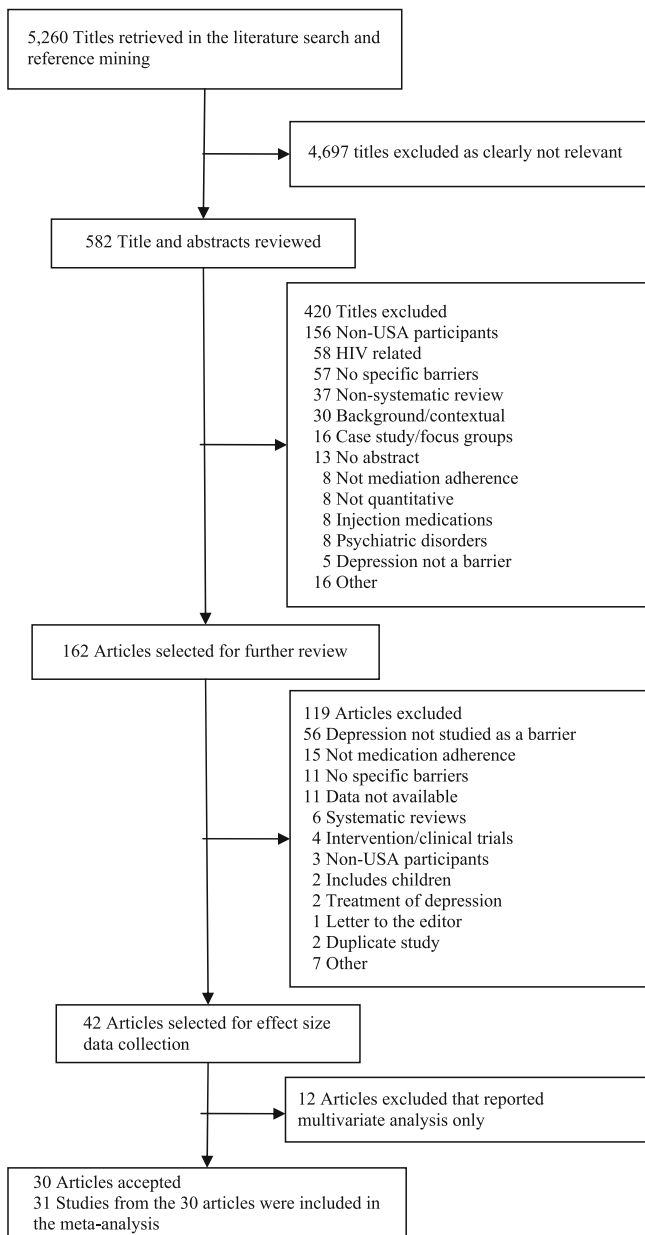 5,260 Titles retrieved in the literature search and
reference mining
4,697 titles excluded as clearly not relevant
582 Title and abstracts reviewed
420 Titles excluded
156 Non-USA participants
58 HIV related
57 No specific barriers
37 Non-systematic review
30 Background/contextual
16 Case study/focus groups
13 No abstract
8 Not mediation adherence
8 Not quantitative
8 Injection medications
8 Psychiatric disorders
5 Depression not a barrier
16 Other
162 Articles selected for further review
119 Articles excluded
56 Depression not studied as a barrier
15 Not medication adherence
11 No specific barriers
11 Data not available
6 Systematic reviews
4 Intervention/clinical trials
3 Non-USA participants
2 Includes children
2 Treatment of depression
1 Letter to the editor
2 Duplicate study
7 Other
42 Articles selected for effect size
data collection
12 Articles excluded that reported
multivariate analysis only
30 Articles accepted
31 Studies from the 30 articles were included in
the meta-analysis